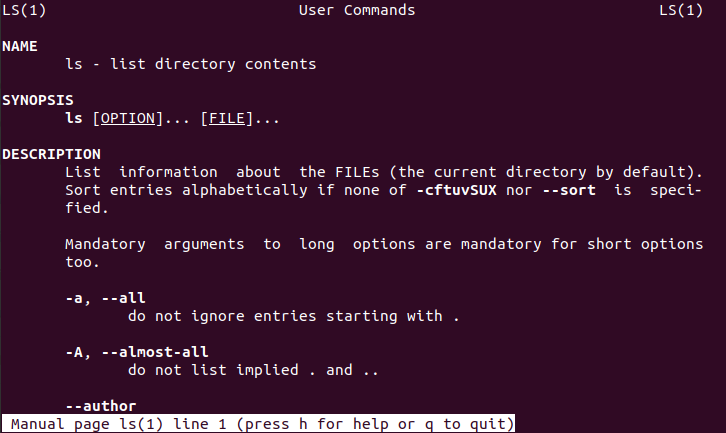 LS(1) User Commands LS(1)
NAME
ls - list directory contents
SYNOPSIS
ls [OPTION]... [FILE]...
DESCRIPTION
List information about the FILEs (the current directory by default).
Sort entries alphabetically if none of -cftuvSUX nor --sort is speci-
fied.
Mandatory arguments to long options are mandatory for short options
too.
-a, --all
do not ignore entries starting with .
-A, --almost-all
do not list implied . and ..
--author
Manual page ls(1) line 1 (press h for help or q to quit)